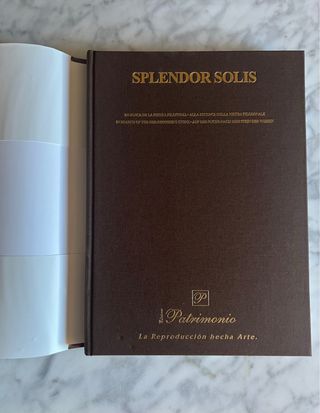 SPLENDOR SOLIS
EN BUSCA DE LA PIEDRA FILOSOFAL • ALLA RICERCA DELLA PIETRA FILOSOFALE
IN SEARCH OF THE PHILOSOPHER'S STONE • AUF DER SUCHE NACH DEM STEIN DER WEISEN
P
Patrimonio
La Reproducción hecha Arte.